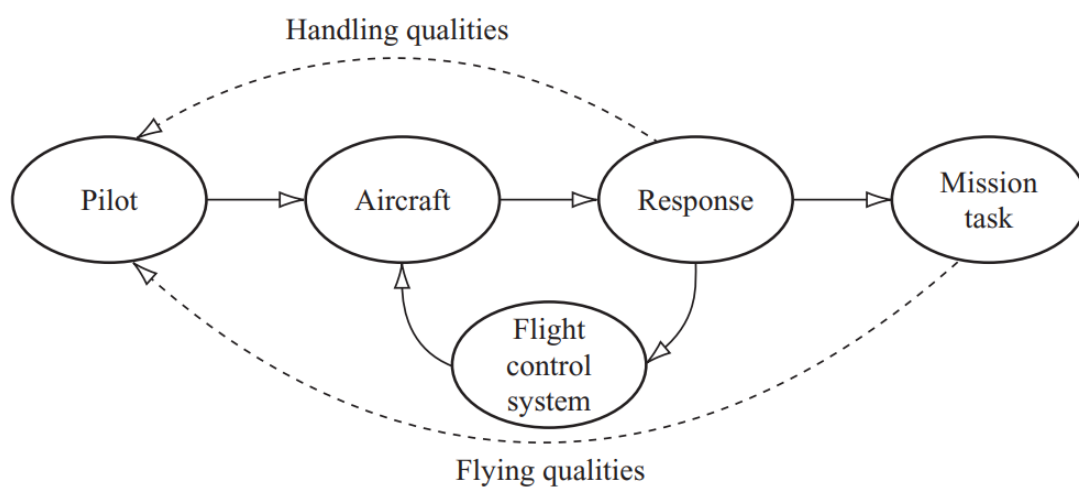 Handling qualities
Pilot
Aircraft
Response
Mission
task
Flight
control
system
Flying qualities